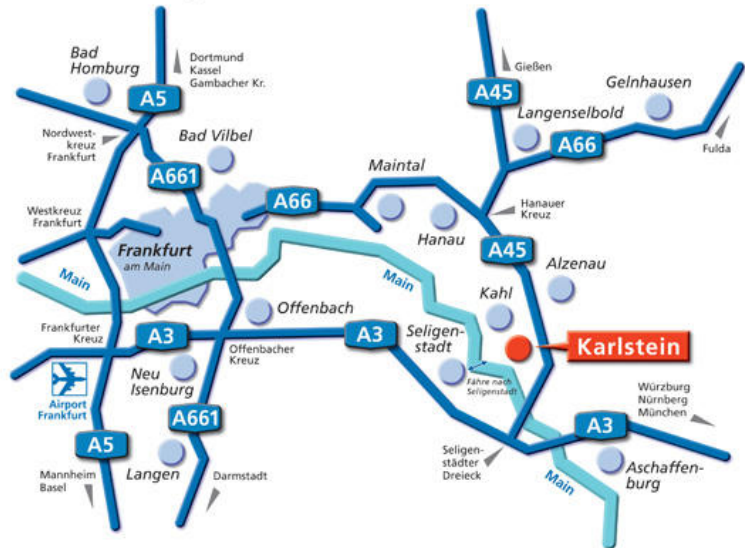 Bad
Homburg
A5
Dortmund
Kassel
Gambacher Kr.
Gießen
A45
Gelnhausen
Langenselbold
Nordwest-
kreuz
Frankfurt
Bad Vilbel
A66
Fulda
A661
Maintal
A66
Westkreuz
Frankfurt
Hanau
Hanauer
Kreuz
Frankfurt
am Main
A45
Alzenau
Main
Main
Kahl
Offenbach
Frankfurter
Kreuz
A3
A3
Seligen-
stadt
Karlstein
Offenbacher
Kreuz
Neu
Isenburg
Fähre nach
Seligenstadt
Airport
Frankfurt
A661
Würzburg
Nürnberg
München
A5
A3
Langen
Seligen-
städter
Dreieck
Mannheim
Basel
Darmstadt
Main
Aschaffen-
burg